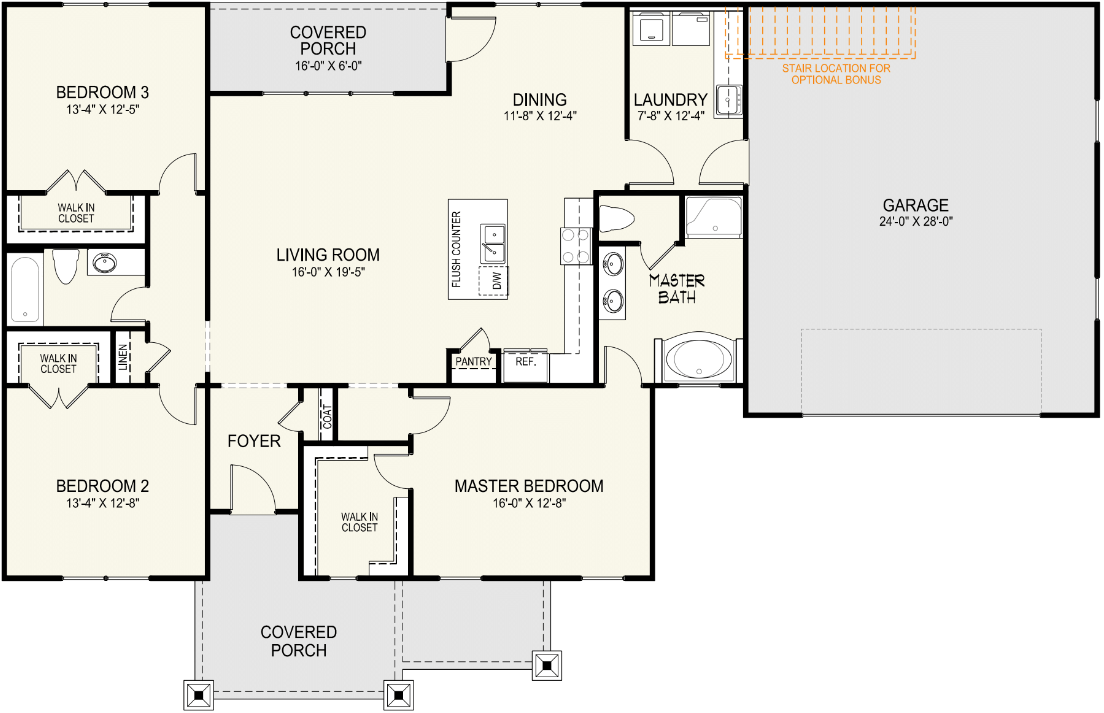 COVERED
PORCH
16'-0" X 6'-0"
BEDROOM 3
13'-4" X 12'-5"
DINING
11'-8" X 12'-4"
LAUNDRY
7'-8" X 12'-4"
STAIR LOCATION FOR
OPTIONAL BONUS
GARAGE
24'-0" X 28'-0"
WALK IN
CLOSET
LIVING ROOM
16'-0" X 19'-5"
FLUSH COUNTER
D/W
MASTER
BATH
WALK IN
CLOSET
LINEN
PANTRY
REF.
COAT
FOYER
BEDROOM 2
13'-4" X 12'-8"
WALK IN
CLOSET
MASTER BEDROOM
16'-0" X 12'-8"
COVERED
PORCH